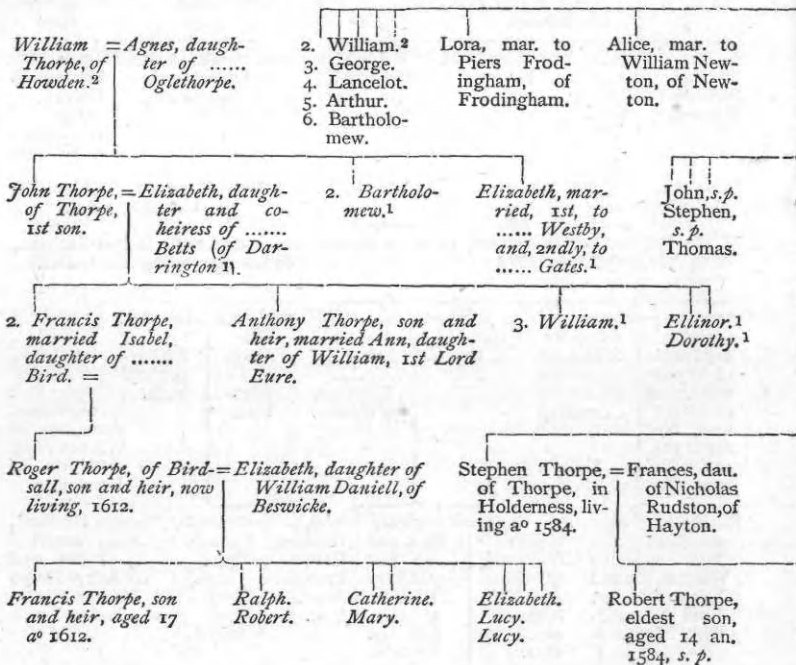 William = Agnes, daugh-
Thorpe, of ter of ......
Howden.² Oglethorpe.
2. William.²
3. George.
4. Lancelot.
5. Arthur.
6. Bartholo-
mew.
Lora, mar. to
Piers Frod-
ingham, of
Frodingham.
Alice, mar. to
William New-
ton, of New-
ton.
John Thorpe, = Elizabeth, daugh-
of Thorpe, ter and co-
1st son. heiress of .......
Betts (of Dar-
rington ¹).
2. Bartholo-
mew.¹
Elizabeth, mar-
ried, 1st, to
...... Westby,
and, 2ndly, to
...... Gates.¹
John, s.p.
Stephen,
s. p.
Thomas.
2. Francis Thorpe,
married Isabel,
daughter of .......
Bird. =
Anthony Thorpe, son and
heir, married Ann, daugh-
ter of William, 1st Lord
Eure.
3. William.¹
Ellinor.¹
Dorothy.¹
Roger Thorpe, of Bird- = Elizabeth, daughter of
sall, son and heir, now William Daniell, of
living, 1612. Beswicke.
Stephen Thorpe, = Frances, dau.
of Thorpe, in of Nicholas
Holderness, liv- Rudston, of
ing aº 1584. Hayton.
Francis Thorpe, son
and heir, aged 17
aº 1612.
Ralph.
Robert.
Catherine.
Mary.
Elizabeth.
Lucy.
Lucy.
Robert Thorpe,
eldest son,
aged 14 an.
1584, s. p.